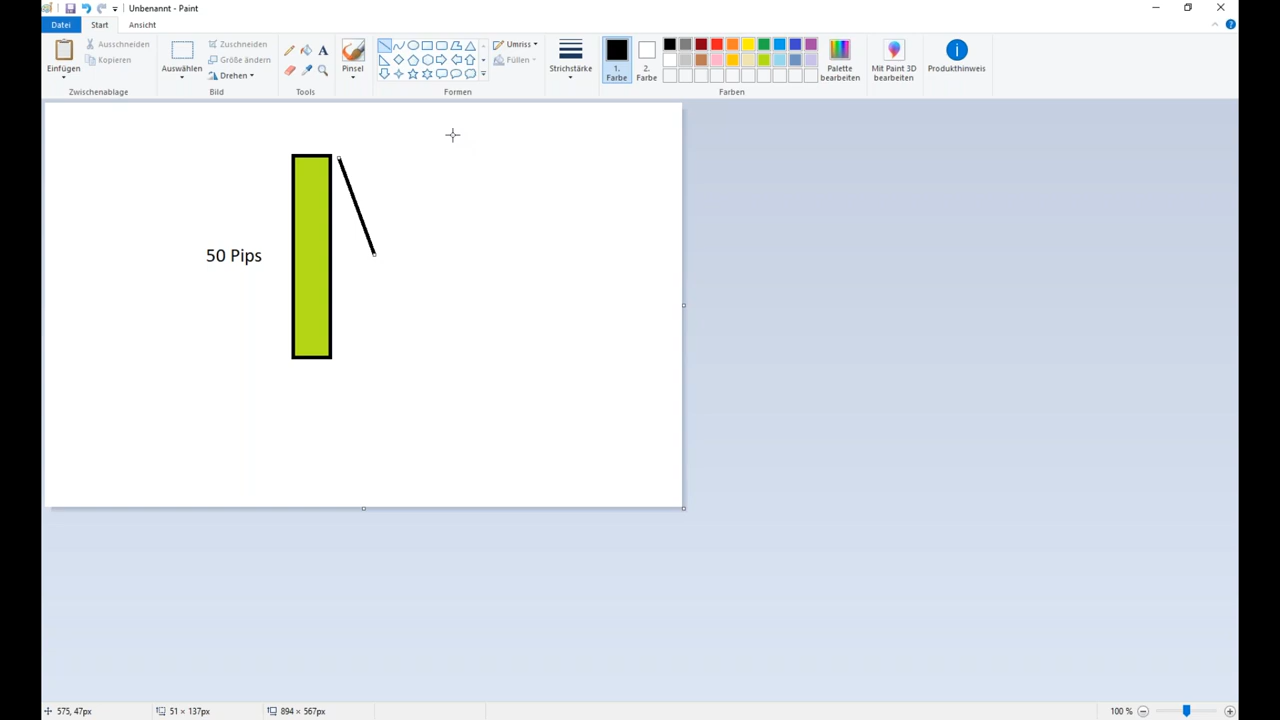 Unbenannt - Paint
Datei Start Ansicht
Einfügen Ausschneiden Kopieren
Zwischenablage
Auswählen Zuschneiden Größe ändern Drehen
Bild
A
Tools
Pinsel
Umriss Füllen
Formen
Strichstärke
1. Farbe
2. Farbe
Palette bearbeiten
Farben
Mit Paint 3D bearbeiten
Produkthinweis
50 Pips
575, 47px
51 × 137px
894 × 567px
100 %